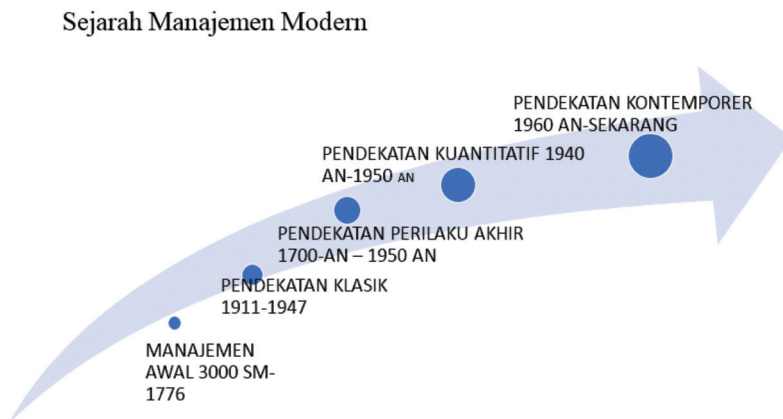 Sejarah Manajemen Modern
PENDEKATAN KONTEMPORER
1960 AN-SEKARANG
PENDEKATAN KUANTITATIF 1940
AN-1950 AN
PENDEKATAN PERILAKU AKHIR
1700-AN – 1950 AN
PENDEKATAN KLASIK
1911-1947
MANAJEMEN
AWAL 3000 SM-
1776